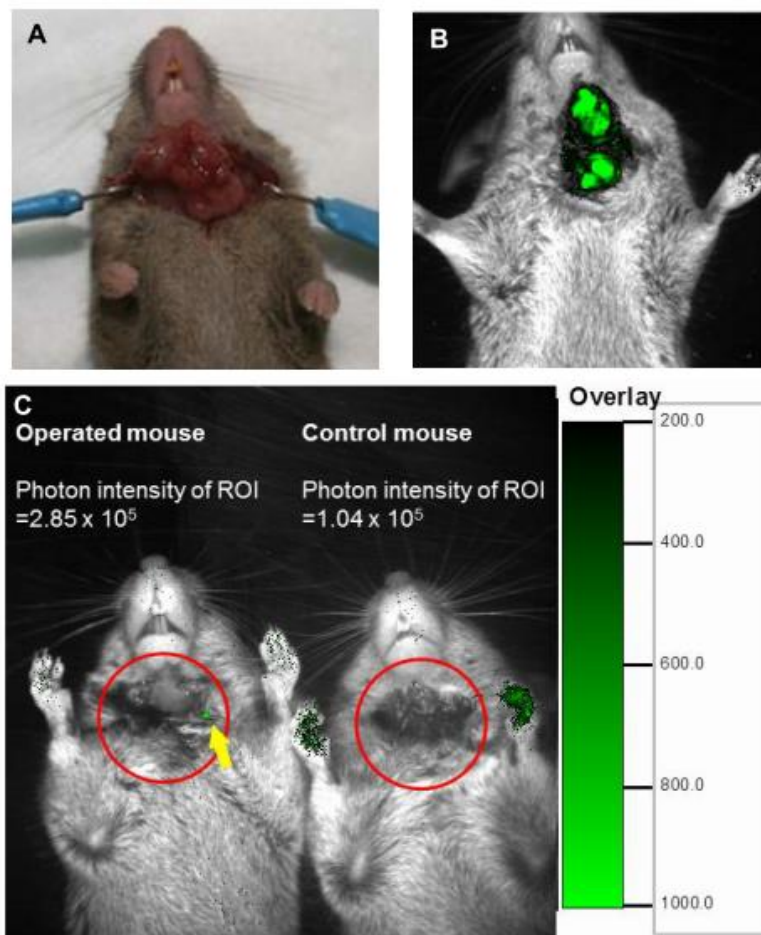 A
B
C
Operated mouse
Photon intensity of ROI
=2.85 x 10⁵
Control mouse
Photon intensity of ROI
=1.04 x 10⁵
Overlay
200.0
400.0
600.0
800.0
1000.0